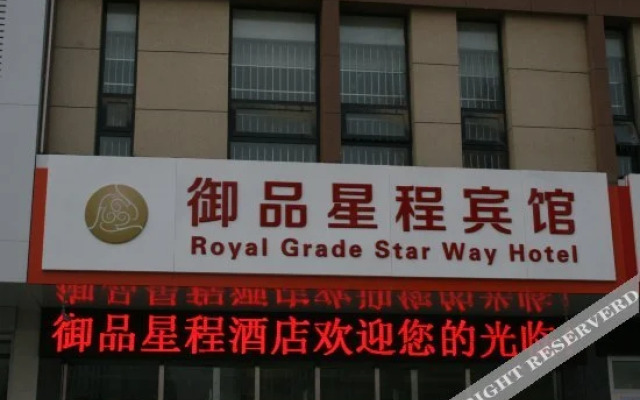 御品星程宾馆
Royal Grade Star Way Hotel
御品星程酒店欢迎您的光临
RIGHT RESERVERD